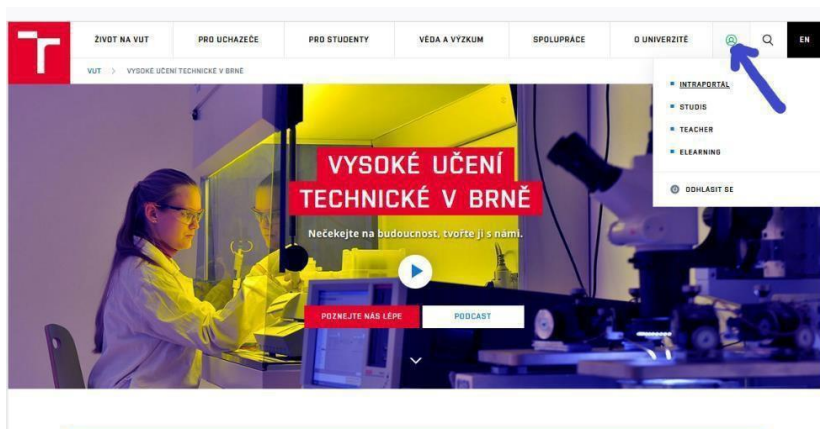 ŽIVOT NA VUT
PRO UCHAZEČE
PRO STUDENTY
VĚDA A VÝZKUM
SPOLUPRÁCE
O UNIVERZITĚ
EN
VUT > VYSOKÉ UČENÍ TECHNICKÉ V BRNĚ
INTRAPORTÁL
STUDIS
TEACHER
ELEARNING
ODHLÁSIT SE
VYSOKÉ UČENÍ
TECHNICKÉ V BRNĚ
Nečekejte na budoucnost, tvořte ji s námi.
POZNEJTE NÁS LÉPE
PODCAST